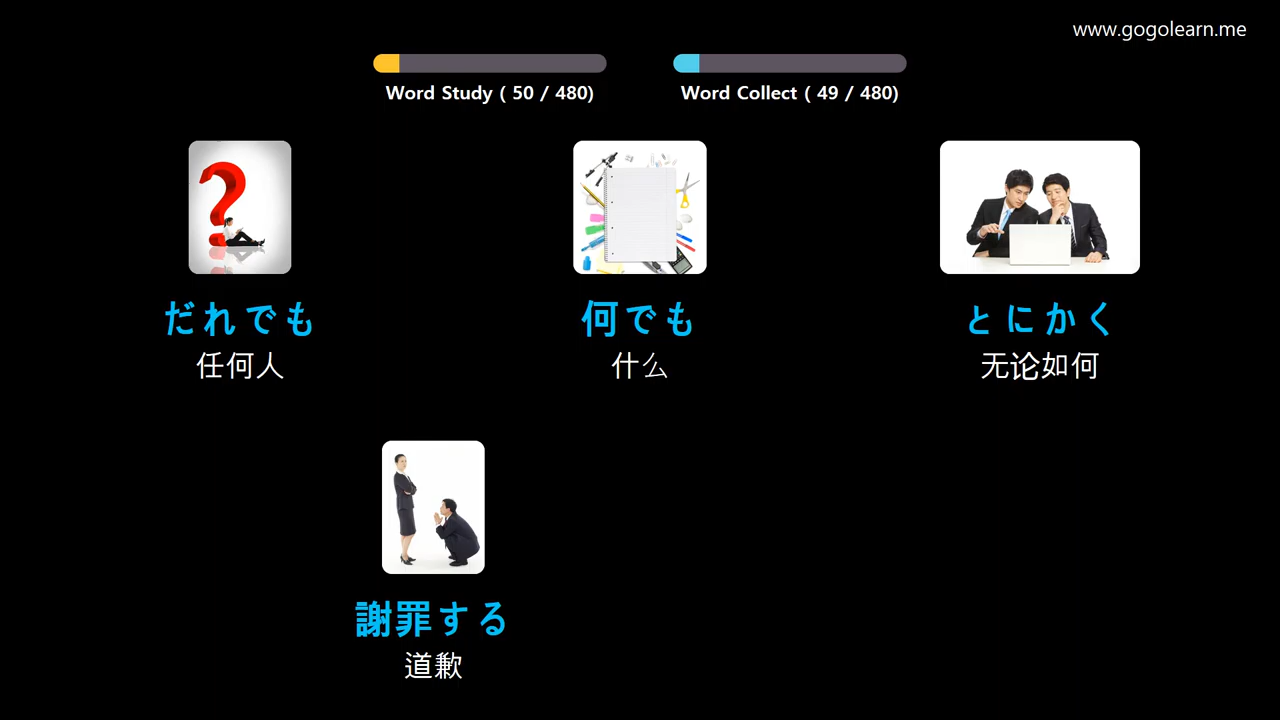 www.gogolearn.me
Word Study ( 50 / 480)
Word Collect ( 49 / 480)
だれでも
任何人
何でも
什么
とにかく
无论如何
謝罪する
道歉